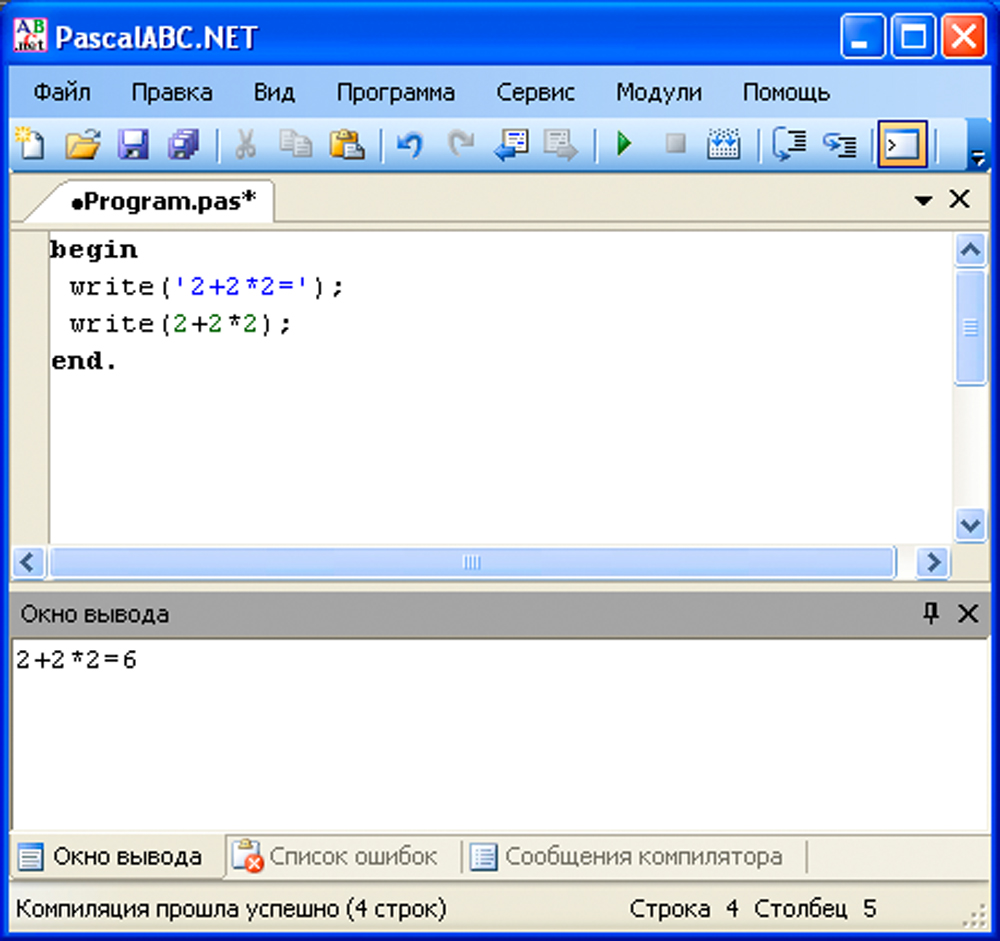 PascalABC.NET
Файл Правка Вид Программа Сервис Модули Помощь
●Program.pas*
begin
write('2+2*2=');
write(2+2*2);
end.
Окно вывода
2+2*2=6
Окно вывода Список ошибок Сообщения компилятора
Компиляция прошла успешно (4 строк) Строка 4 Столбец 5